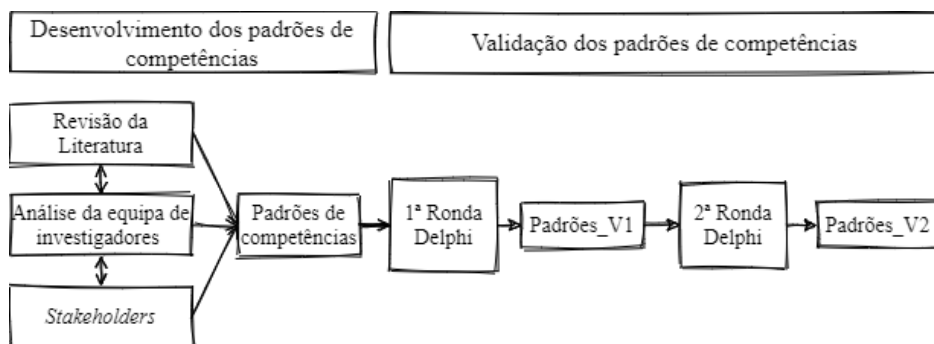 Desenvolvimento dos padrões de
competências
Validação dos padrões de competências
Revisão da
Literatura
Análise da equipa de
investigadores
Stakeholders
Padrões de
competências
1ª Ronda
Delphi
Padrões_V1
2ª Ronda
Delphi
Padrões_V2